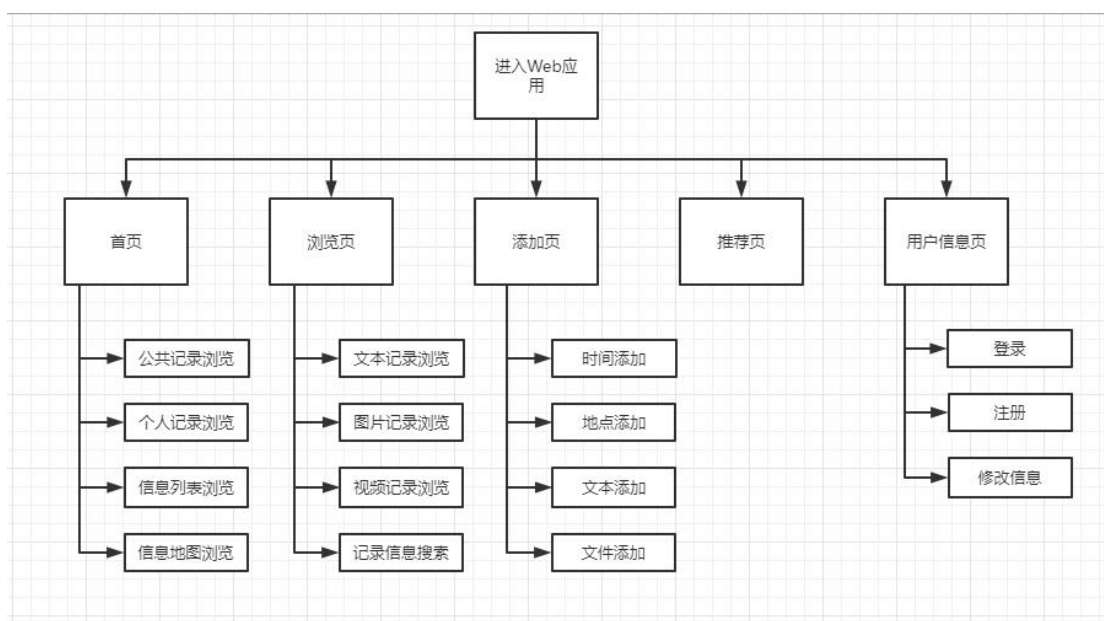 进入Web应
用
首页
浏览页
添加页
推荐页
用户信息页
公共记录浏览
个人记录浏览
信息列表浏览
信息地图浏览
文本记录浏览
图片记录浏览
视频记录浏览
记录信息搜索
时间添加
地点添加
文本添加
文件添加
登录
注册
修改信息